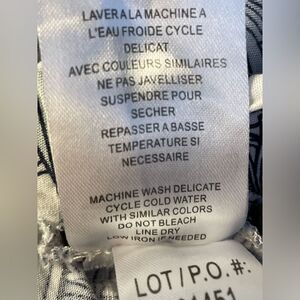 LAVER A LA MACHINE A
L'EAU FROIDE CYCLE
DELICAT
AVEC COULEURS SIMILAIRES
NE PAS JAVELLISER
SUSPENDRE POUR
SECHER
REPASSER A BASSE
TEMPERATURE SI
NECESSAIRE
MACHINE WASH DELICATE
CYCLE COLD WATER
WITH SIMILAR COLORS
DO NOT BLEACH
LINE DRY
LOW IRON IF NEEDED
LOT/P.O.#: